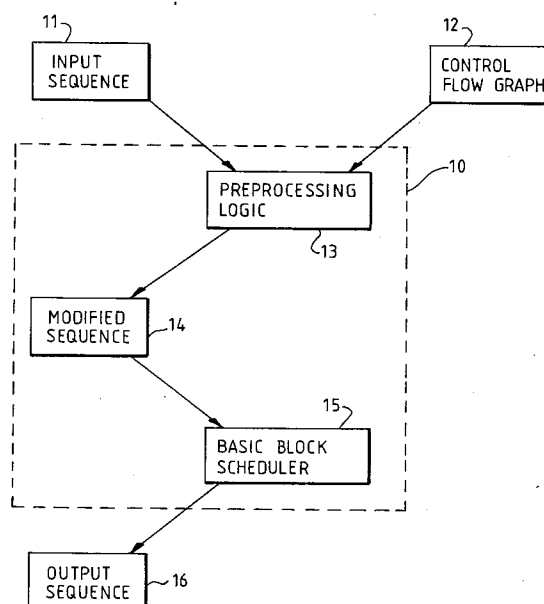 11
INPUT
SEQUENCE
12
CONTROL
FLOW GRAPH
10
PREPROCESSING
LOGIC
13
MODIFIED
SEQUENCE
14
15
BASIC BLOCK
SCHEDULER
OUTPUT
SEQUENCE
16